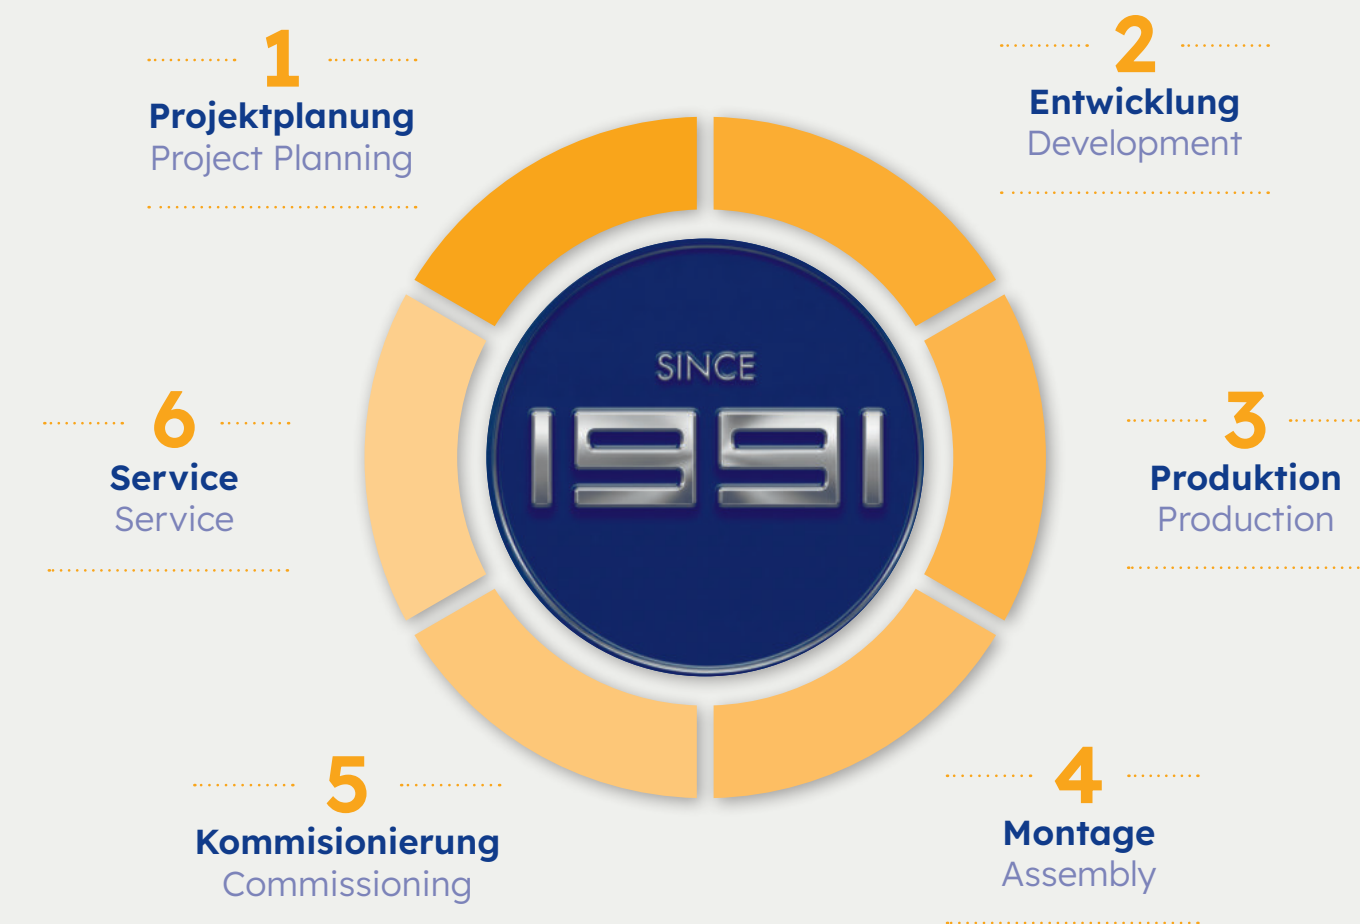 1
Projektplanung
Project Planning
2
Entwicklung
Development
SINCE
1991
3
Produktion
Production
4
Montage
Assembly
5
Kommisionierung
Commissioning
6
Service
Service